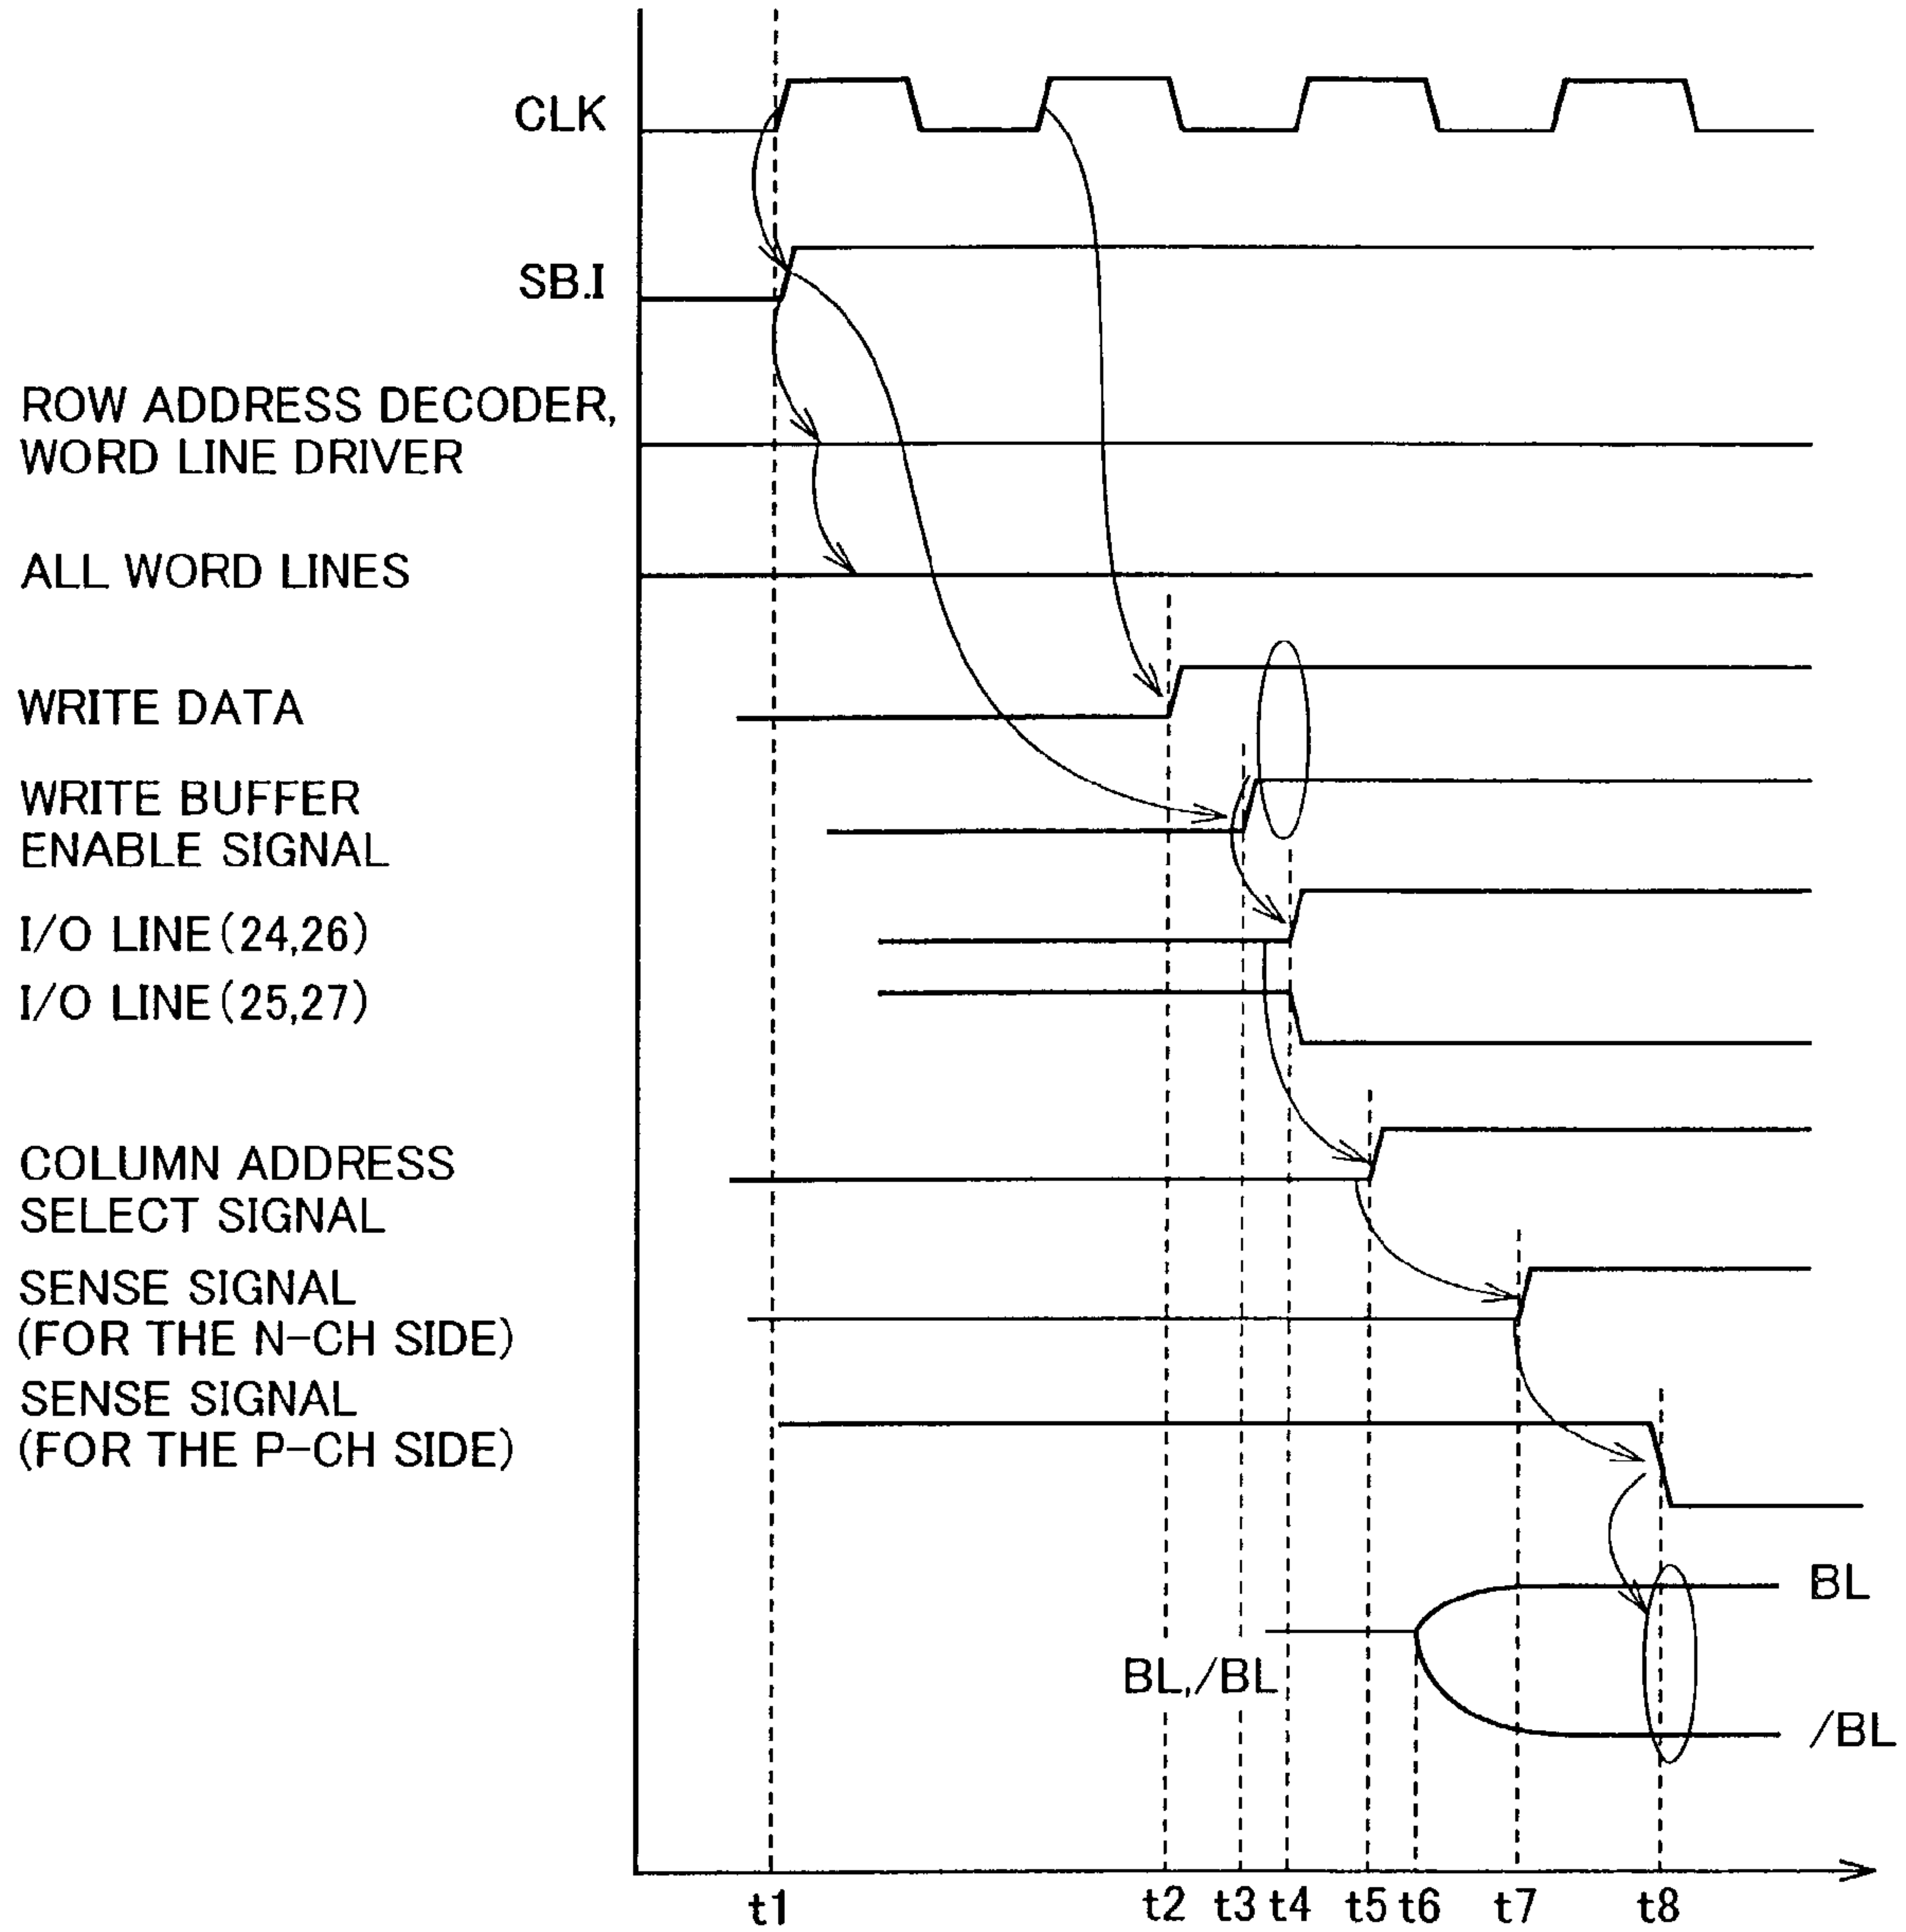 CLK
SB.I
ROW ADDRESS DECODER,
WORD LINE DRIVER
ALL WORD LINES
WRITE DATA
WRITE BUFFER
ENABLE SIGNAL
I/O LINE(24,26)
I/O LINE(25,27)
COLUMN ADDRESS
SELECT SIGNAL
SENSE SIGNAL
(FOR THE N-CH SIDE)
SENSE SIGNAL
(FOR THE P-CH SIDE)
BL
BL,/BL
/BL
t1 t2 t3 t4 t5 t6 t7 t8